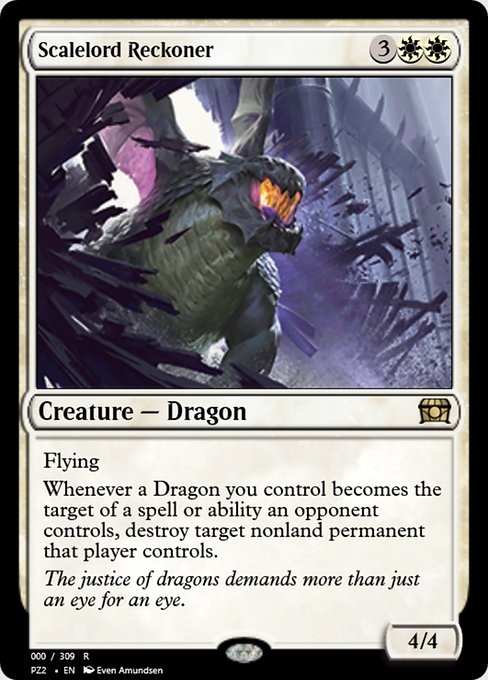 Scalelord Reckoner 3
Creature — Dragon
Flying
Whenever a Dragon you control becomes the
target of a spell or ability an opponent
controls, destroy target nonland permanent
that player controls.
The justice of dragons demands more than just
an eye for an eye.
4/4
000 / 309 R
PZ2 • EN Even Amundsen